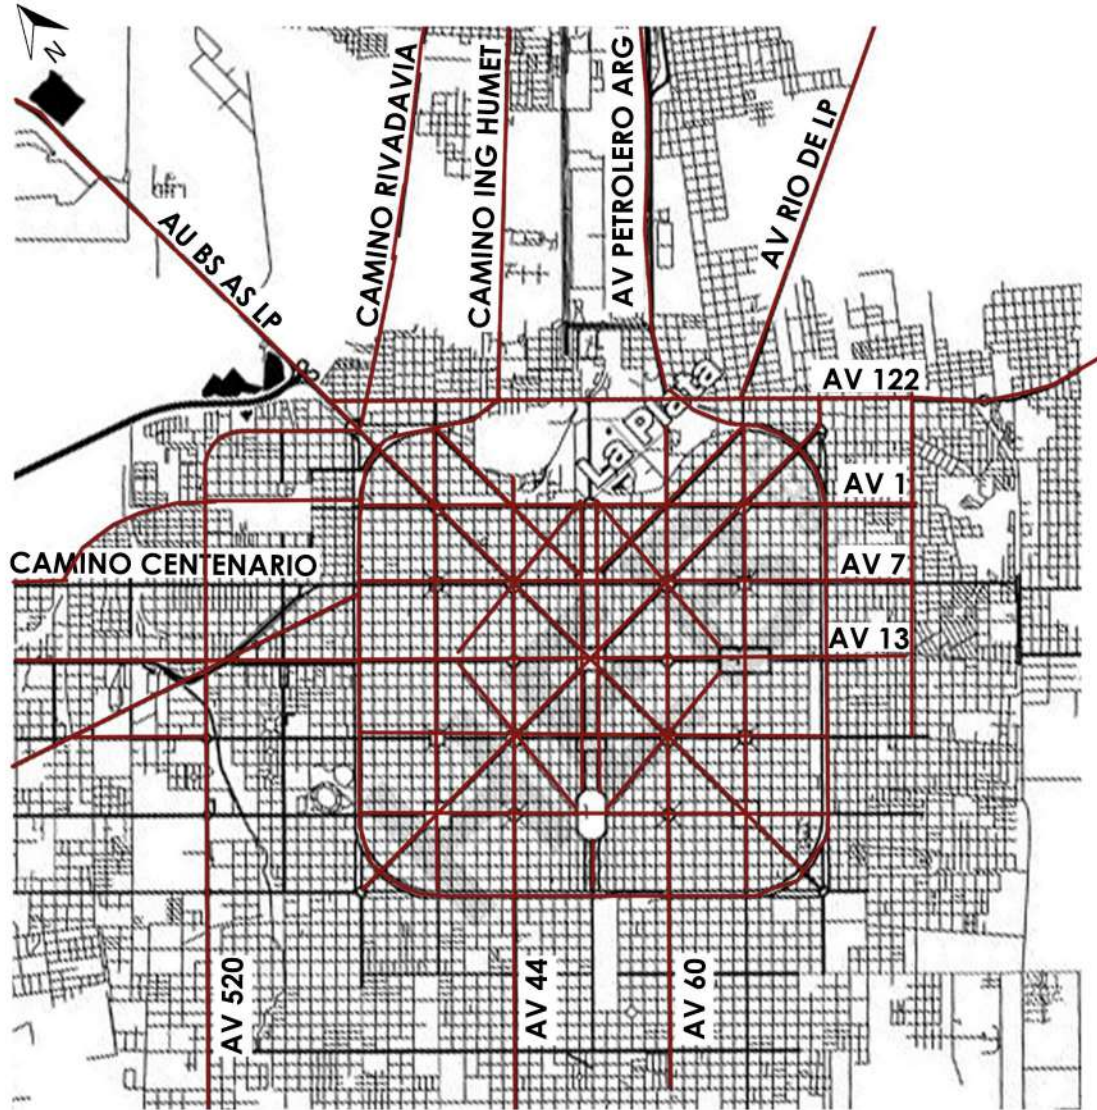 N
CAMINO RIVADAVIA
CAMINO ING HUMET
AV PETROLERO ARG
AV RIO DE LP
AU BS AS LP
AV 122
La Plata
AV 1
CAMINO CENTENARIO
AV 7
AV 13
AV 520
AV 44
AV 60